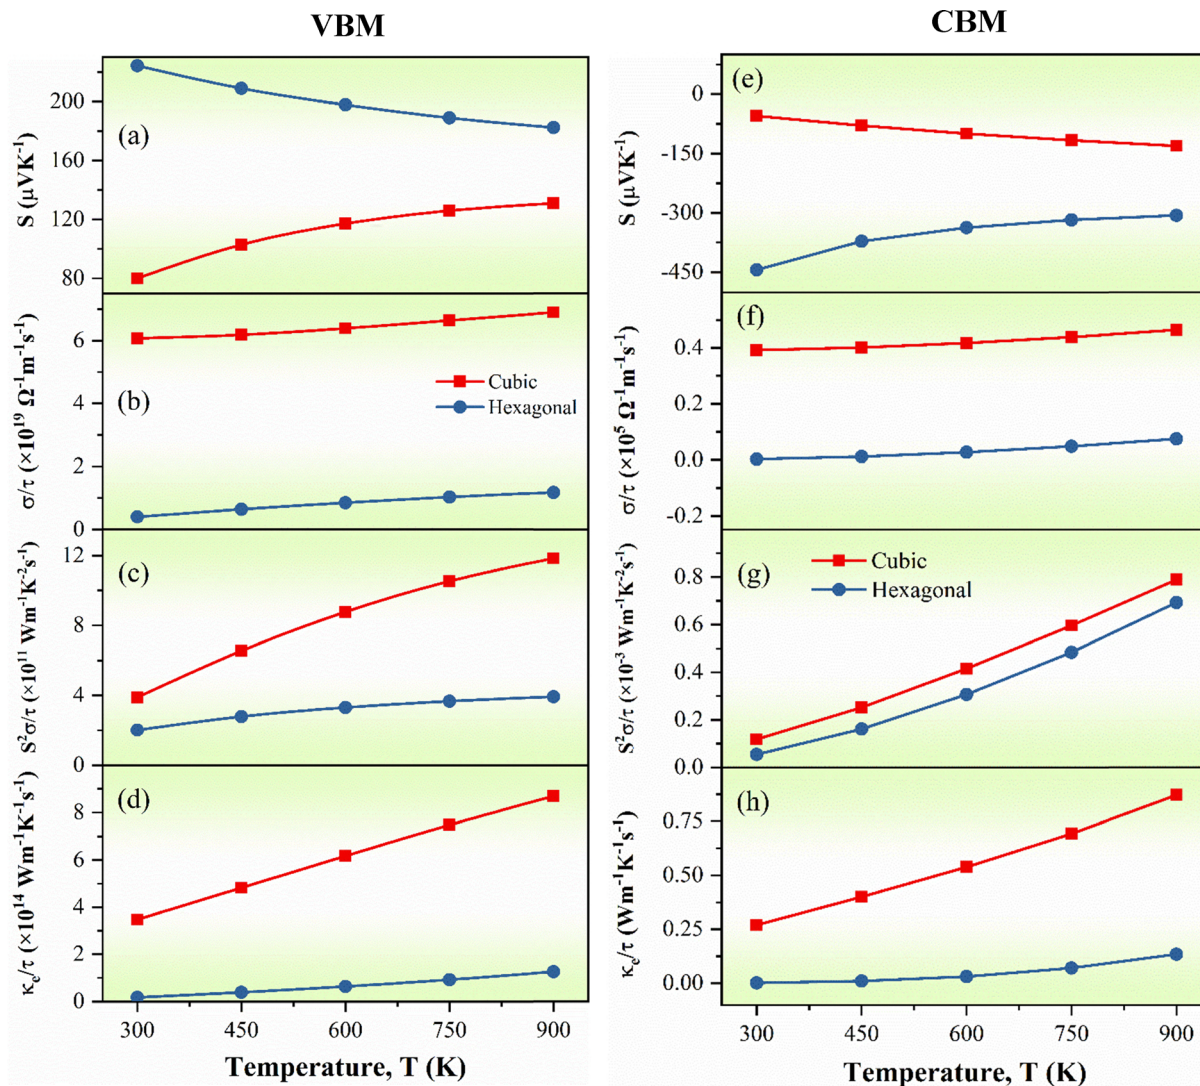 VBM
CBM
S (μVK⁻¹)
200
160
120
80
(a)
σ/τ (×10¹⁹ Ω⁻¹m⁻¹s⁻¹)
6
4
2
0
(b)
Cubic
Hexagonal
S²σ/τ (×10¹¹ Wm⁻¹K⁻²s⁻¹)
12
8
4
0
(c)
κₑ/τ (×10¹⁴ Wm⁻¹K⁻¹s⁻¹)
8
6
4
2
0
(d)
300 450 600 750 900
Temperature, T (K)
S (μVK⁻¹)
0
-150
-300
-450
(e)
σ/τ (×10⁵ Ω⁻¹m⁻¹s⁻¹)
0.4
0.2
0.0
-0.2
(f)
S²σ/τ (×10⁻³ Wm⁻¹K⁻²s⁻¹)
0.8
0.6
0.4
0.2
0.0
(g)
Cubic
Hexagonal
κₑ/τ (Wm⁻¹K⁻¹s⁻¹)
0.75
0.50
0.25
0.00
(h)
300 450 600 750 900
Temperature, T (K)